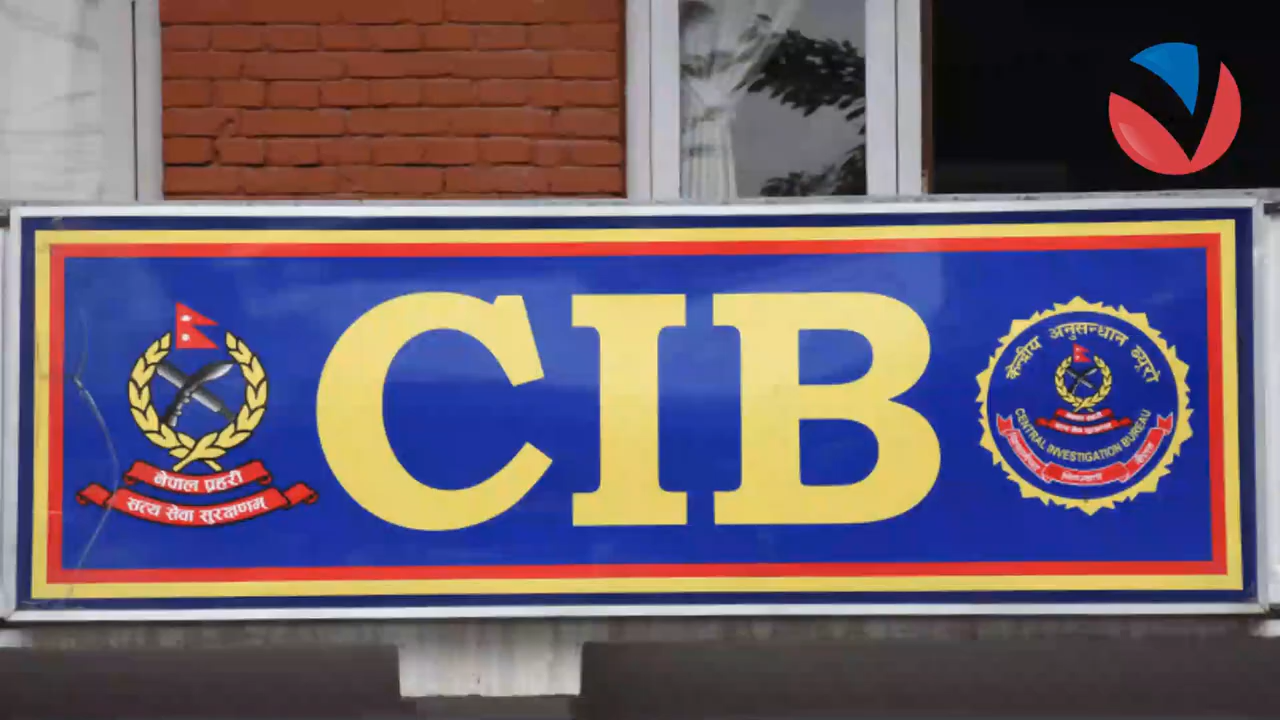 नेपाल प्रहरी
सत्य सेवा सुरक्षणम्
CIB
केन्द्रीय अनुसन्धान ब्यूरो
CENTRAL INVESTIGATION BUREAU